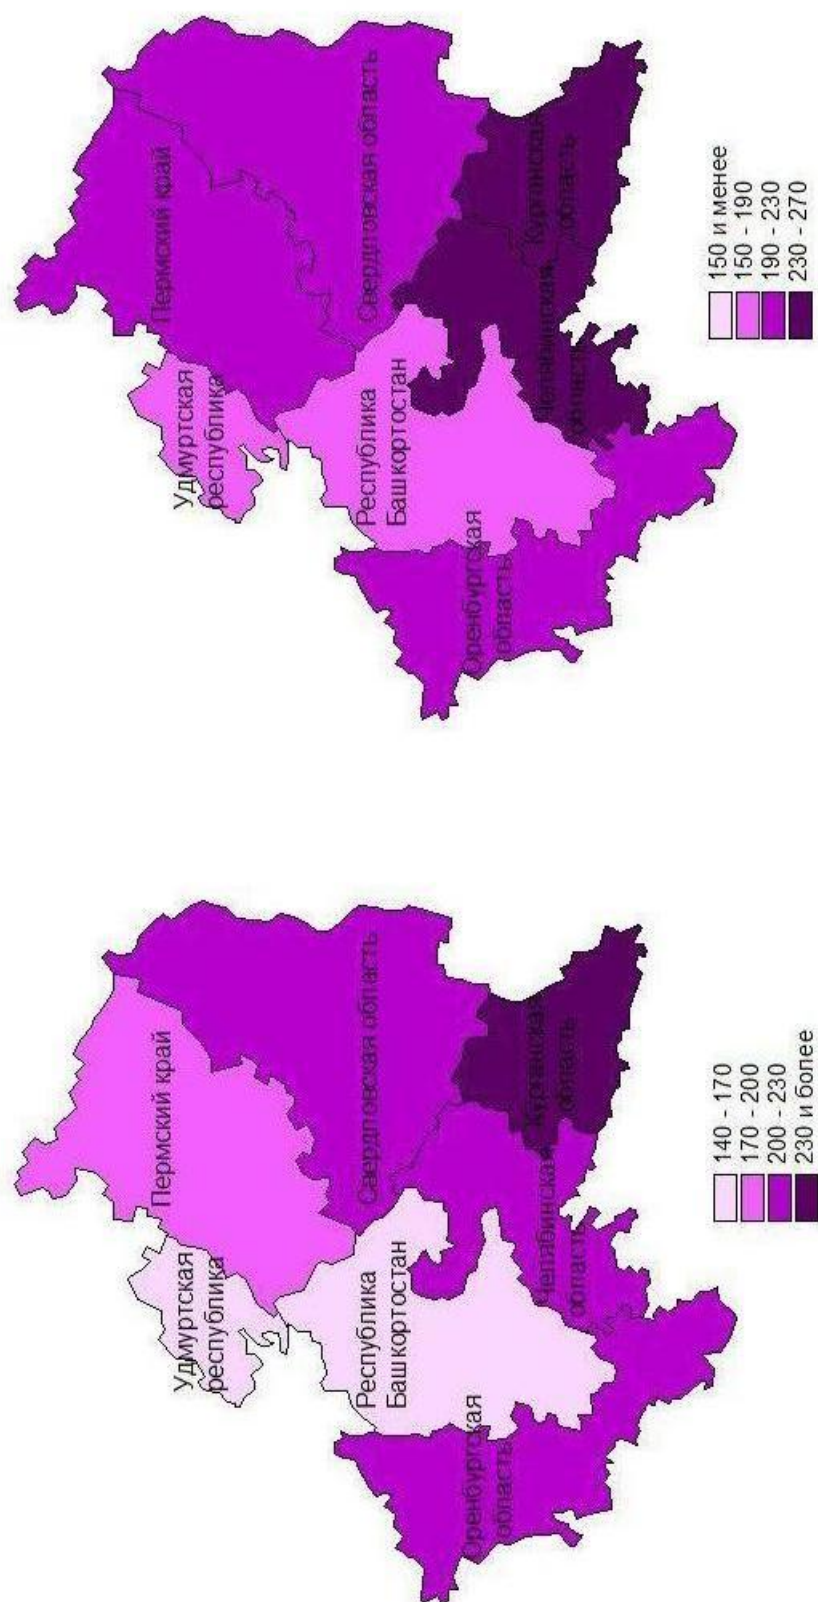 Пермский край
Удмуртская
республика
Свердловская область
Республика
Башкортостан
Оренбургская
область
Челябинская
область
Курганская
область
140 - 170
170 - 200
200 - 230
230 и более
Пермский край
Удмуртская
республика
Свердловская область
Республика
Башкортостан
Оренбургская
область
Челябинская
область
Курганская
область
150 и менее
150 - 190
190 - 230
230 - 270